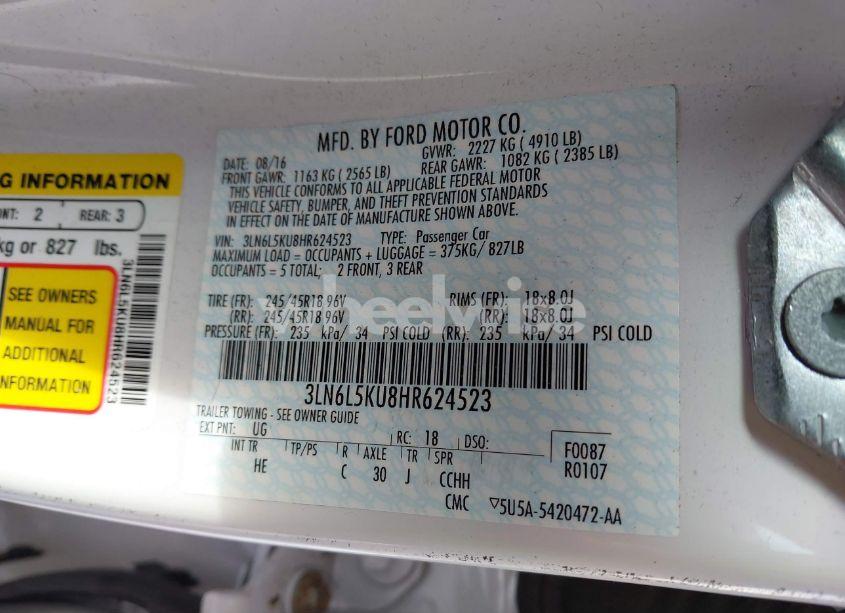 MFD. BY FORD MOTOR CO.
DATE: 08/16 GVWR: 2227 KG ( 4910 LB)
FRONT GAWR: 1163 KG ( 2565 LB) REAR GAWR: 1082 KG ( 2385 LB)
THIS VEHICLE CONFORMS TO ALL APPLICABLE FEDERAL MOTOR
VEHICLE SAFETY, BUMPER, AND THEFT PREVENTION STANDARDS
IN EFFECT ON THE DATE OF MANUFACTURE SHOWN ABOVE.
VIN: 3LN6L5KU8HR624523 TYPE: Passenger Car
MAXIMUM LOAD = OCCUPANTS + LUGGAGE = 375KG/ 827LB
OCCUPANTS = 5 TOTAL; 2 FRONT, 3 REAR
TIRE (FR): 245/45R18 96V RIMS (FR): 18x8.0J
(RR): 245/45R18 96V (RR): 18x8.0J
PRESSURE (FR): 235 kPa/ 34 PSI COLD (RR): 235 kPa/ 34 PSI COLD
3LN6L5KU8HR624523
TRAILER TOWING - SEE OWNER GUIDE
EXT PNT: UG RC: 18 DSO:
INT TR TP/PS R AXLE TR SPR
HE C 30 J CCHH
F0087
R0107
CMC ▽5U5A-5420472-AA
G INFORMATION
NT: 2 REAR: 3
kg or 827 lbs.
SEE OWNERS
MANUAL FOR
ADDITIONAL
INFORMATION
3LN6L5KU8HR624523
wheelwire